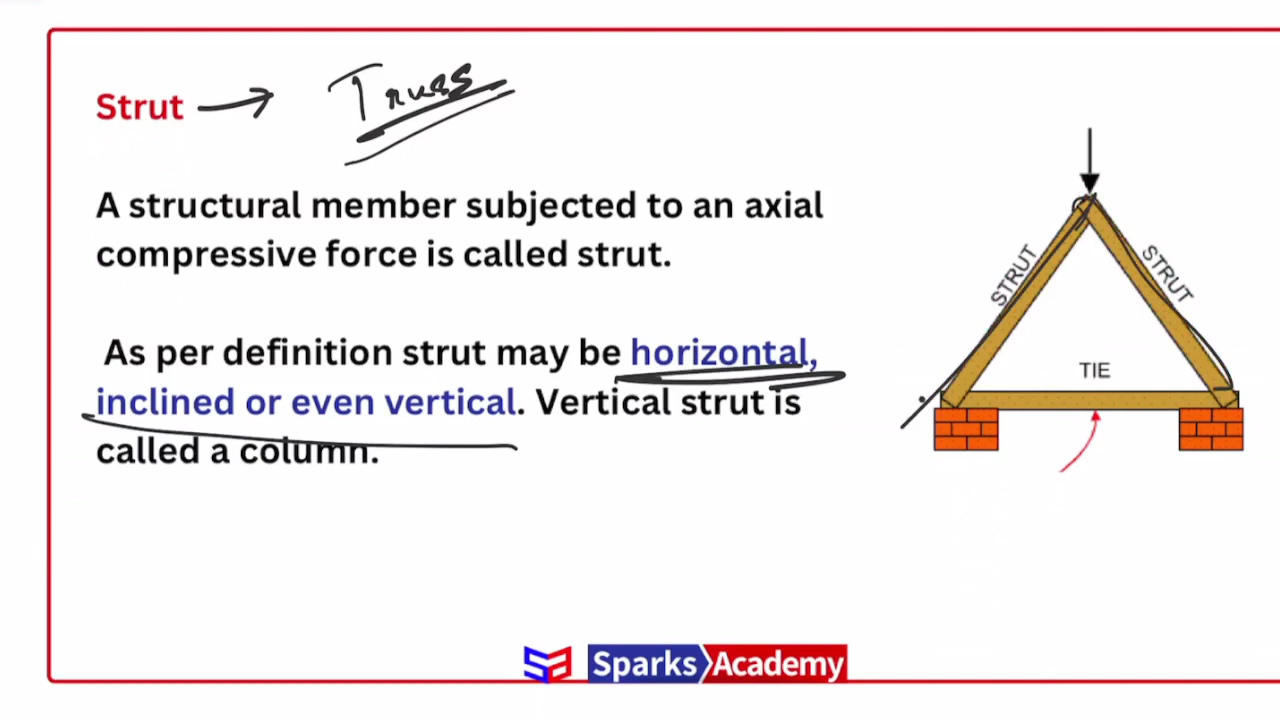 Strut → Truss
A structural member subjected to an axial
compressive force is called strut.
As per definition strut may be horizontal,
inclined or even vertical. Vertical strut is
called a column.
STRUT
STRUT
TIE
Sparks Academy